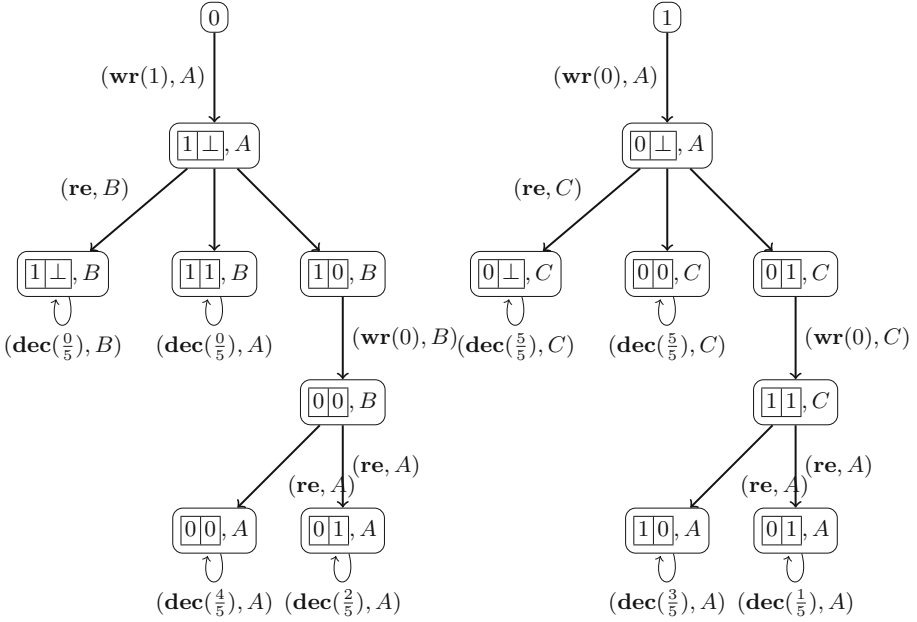 0 1
(wr(1), A) (wr(0), A)
1 ⊥, A 0 ⊥, A
(re, B) (re, C)
1 ⊥, B 1 1, B 1 0, B 0 ⊥, C 0 0, C 0 1, C
(dec(0/5), B) (dec(0/5), A) (wr(0), B) (dec(5/5), C) (dec(5/5), C) (wr(0), C)
0 0, B 1 1, C
(re, A) (re, A)
(re, A) (re, A)
0 0, A 0 1, A 1 0, A 0 1, A
(dec(4/5), A) (dec(2/5), A) (dec(3/5), A) (dec(1/5), A)